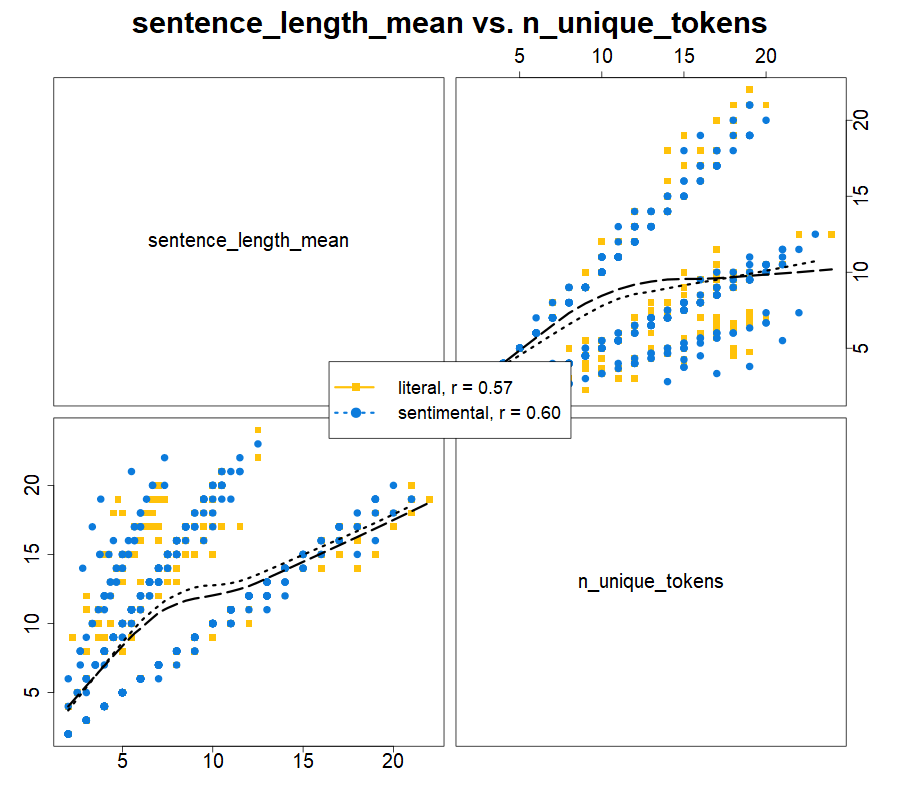 sentence_length_mean vs. n_unique_tokens
5 10 15 20
sentence_length_mean
20
15
10
5
literal, r = 0.57
sentimental, r = 0.60
20
15
10
5
n_unique_tokens
5 10 15 20